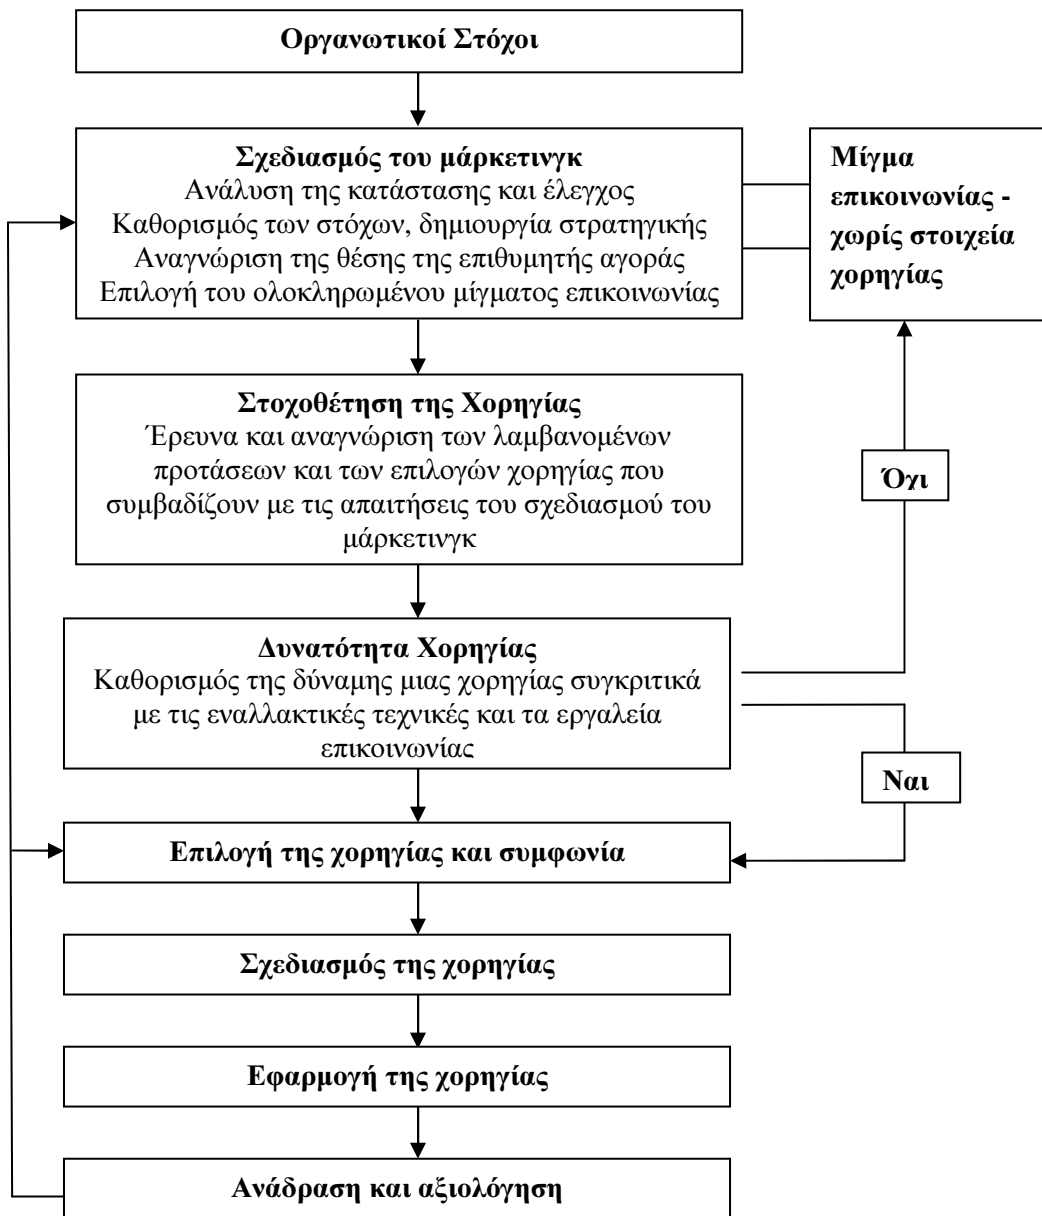 Οργανωτικοί Στόχοι
Σχεδιασμός του μάρκετινγκ
Ανάλυση της κατάστασης και έλεγχος
Καθορισμός των στόχων, δημιουργία στρατηγικής
Αναγνώριση της θέσης της επιθυμητής αγοράς
Επιλογή του ολοκληρωμένου μίγματος επικοινωνίας
Μίγμα
επικοινωνίας -
χωρίς στοιχεία
χορηγίας
Στοχοθέτηση της Χορηγίας
Έρευνα και αναγνώριση των λαμβανομένων
προτάσεων και των επιλογών χορηγίας που
συμβαδίζουν με τις απαιτήσεις του σχεδιασμού του
μάρκετινγκ
Όχι
Δυνατότητα Χορηγίας
Καθορισμός της δύναμης μιας χορηγίας συγκριτικά
με τις εναλλακτικές τεχνικές και τα εργαλεία
επικοινωνίας
Ναι
Επιλογή της χορηγίας και συμφωνία
Σχεδιασμός της χορηγίας
Εφαρμογή της χορηγίας
Ανάδραση και αξιολόγηση